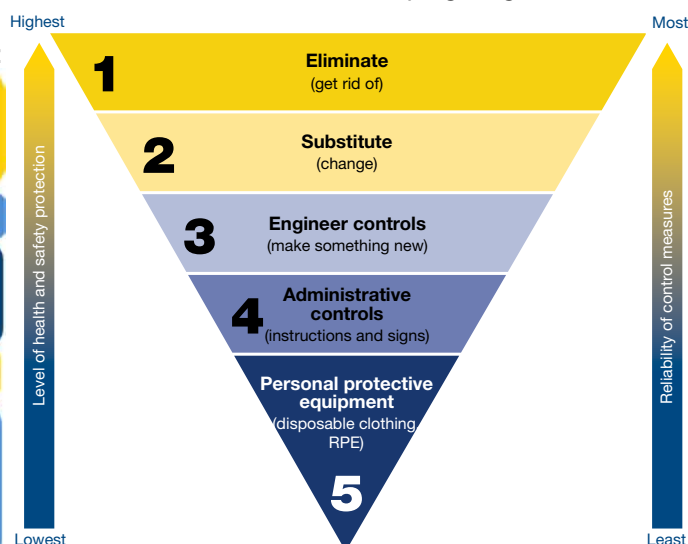 Highest
Most
1
Eliminate
(get rid of)
2
Substitute
(change)
3
Engineer controls
(make something new)
4
Administrative
controls
(instructions and signs)
Personal protective
equipment
(disposable clothing
RPE)
5
Level of health and safety protection
Reliability of control measures
Lowest
Least